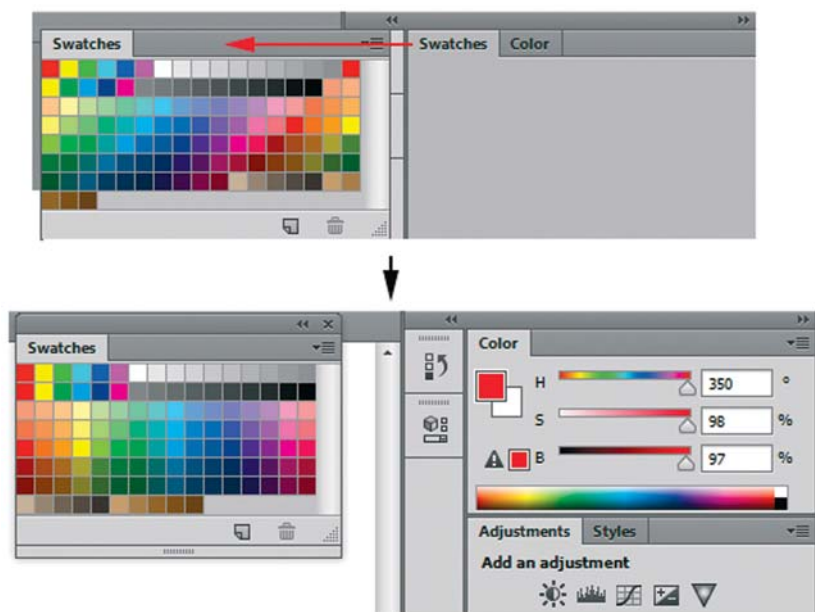 Swatches
Swatches Color
Swatches
Color
H 350 °
S 98 %
B 97 %
Adjustments Styles
Add an adjustment